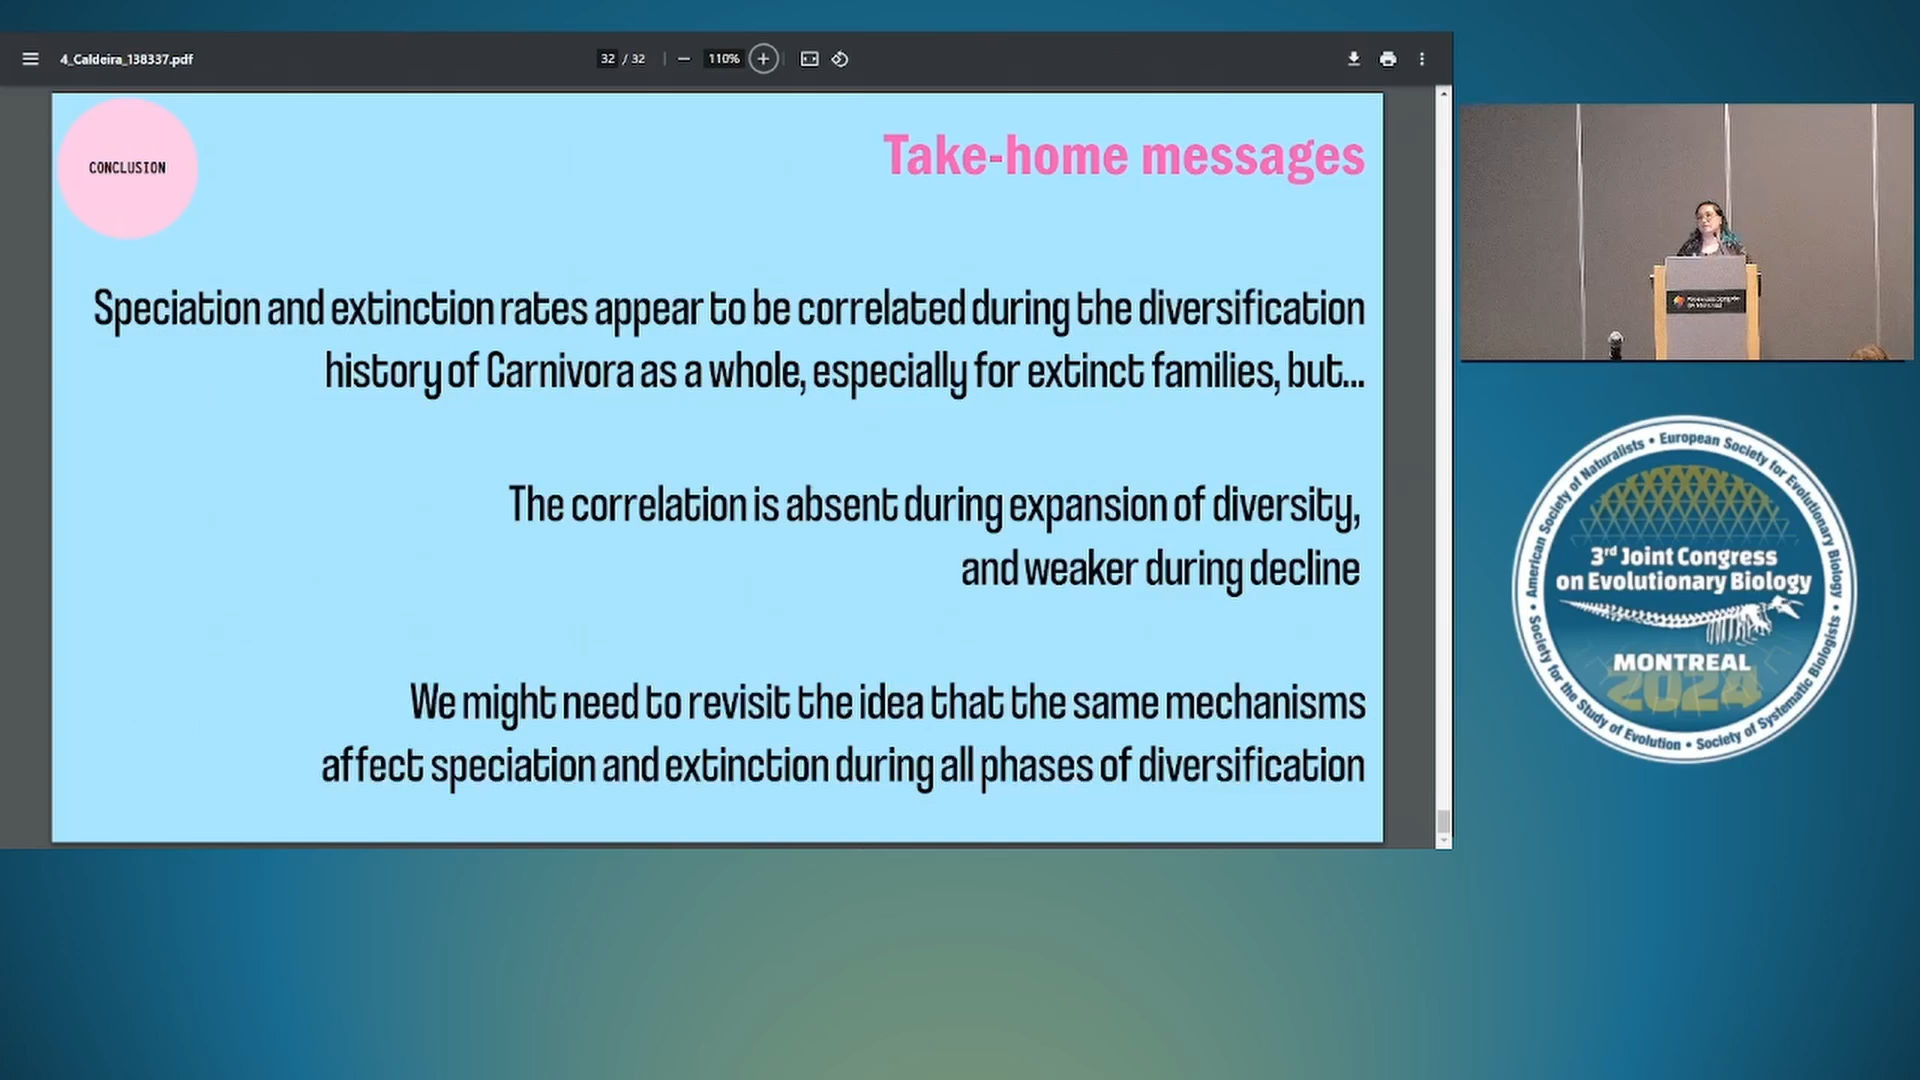 4_Caldeira_138337.pdf
32 / 32
110%
CONCLUSION
Take-home messages
Speciation and extinction rates appear to be correlated during the diversification
history of Carnivora as a whole, especially for extinct families, but...
The correlation is absent during expansion of diversity,
and weaker during decline
We might need to revisit the idea that the same mechanisms
affect speciation and extinction during all phases of diversification
American Society of Naturalists • European Society for Evolutionary Biology •
Society for the Study of Evolution • Society of Systematic Biologists •
3rd Joint Congress
on Evolutionary Biology
MONTREAL
2024